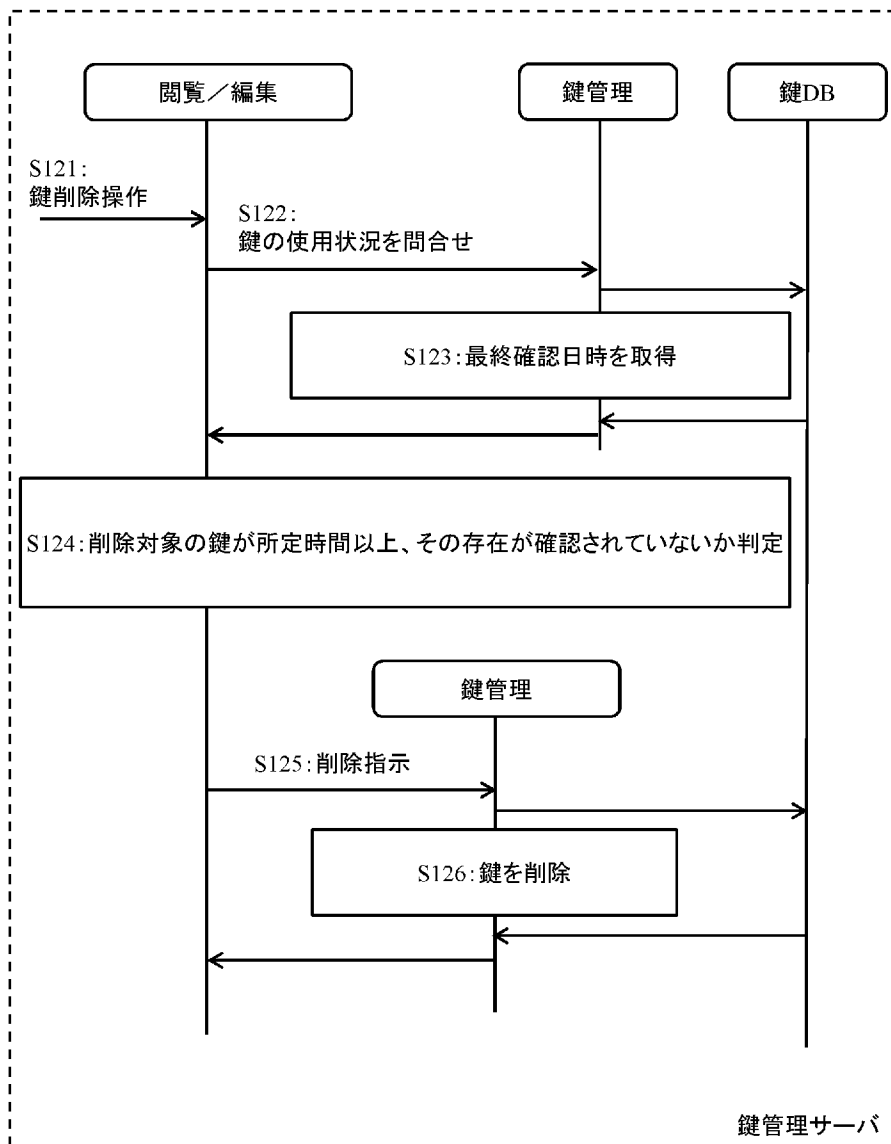 閲覧／編集
鍵管理
鍵DB
S121：
鍵削除操作
S122：
鍵の使用状況を問合せ
S123：最終確認日時を取得
S124：削除対象の鍵が所定時間以上、その存在が確認されていないか判定
鍵管理
S125：削除指示
S126：鍵を削除
鍵管理サーバ